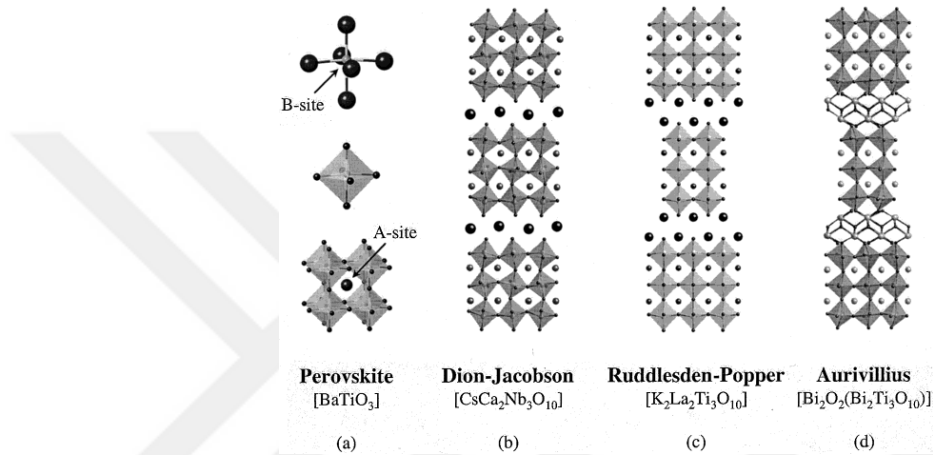 B-site
A-site
Perovskite Dion-Jacobson Ruddlesden-Popper Aurivillius
[BaTiO₃] [CsCa₂Nb₃O₁₀] [K₂La₂Ti₃O₁₀] [Bi₂O₂(Bi₂Ti₃O₁₀)]
(a) (b) (c) (d)